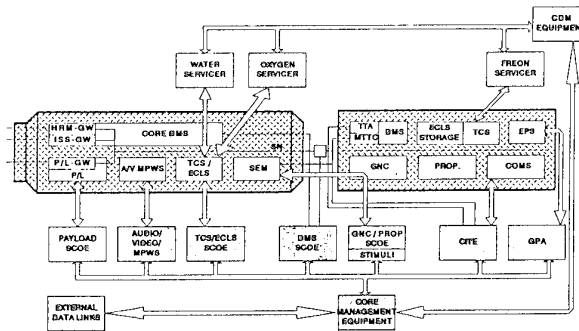 CDM
EQUIPMENT
WATER
SERVICER
OXYGEN
SERVICER
FREON
SERVICER
HRM-GW
ISS-GW
CORE DMS
P/L-GW
P/L
A/V MPWS
TCS /
ECLS
SEM
SN
TTA
MTTC
DMS
ECLS
STORAGE
TCS
EPS
GNC
PROP.
COMS
PAYLOAD
SCOE
AUDIO/
VIDEO/
MPWS
TCS/ECLS
SCOE
DMS
SCOE
GNC / PROP
SCOE
STIMULI
CITE
GPA
EXTERNAL
DATA LINKS
CORE
MANAGEMENT
EQUIPMENT